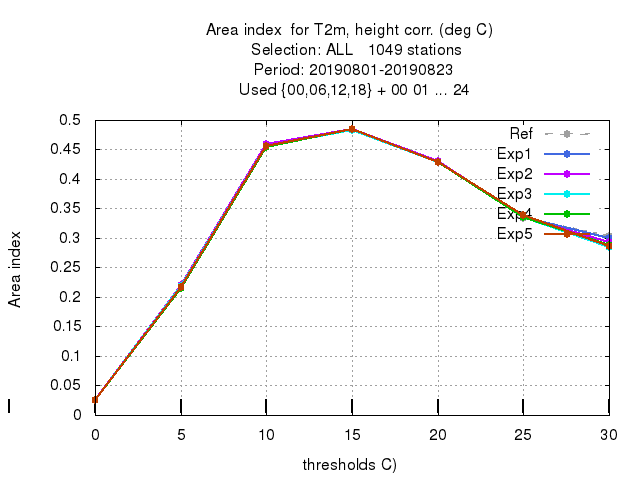 Area index  for T2m, height corr. (deg C)
Selection: ALL   1049 stations
Period: 20190801-20190823
Used {00,06,12,18} + 00 01 ... 24
0.5
0.45
0.4
0.35
0.3
0.25
0.2
0.15
0.1
0.05
0
Area index
Ref
Exp1
Exp2
Exp3
Exp4
Exp5
0 5 10 15 20 25 30
thresholds C)